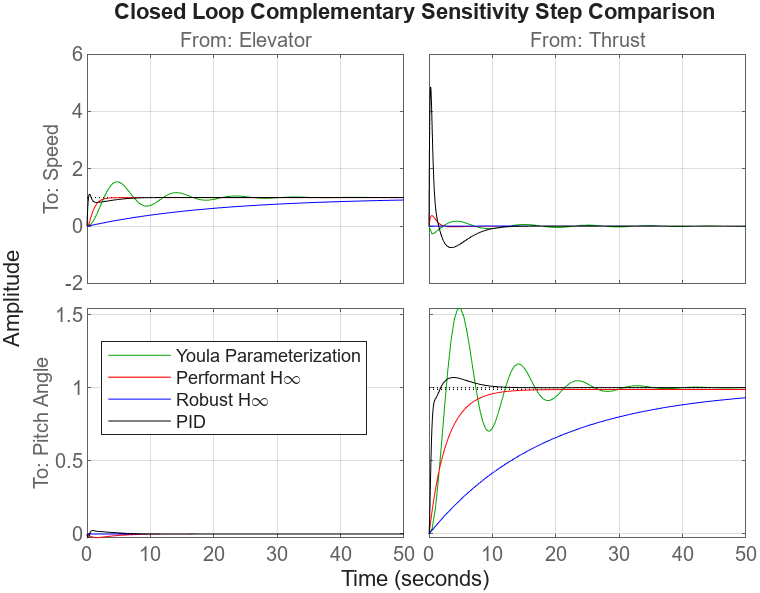 Closed Loop Complementary Sensitivity Step Comparison
From: Elevator
From: Thrust
To: Speed
6
4
2
0
-2
Amplitude
To: Pitch Angle
1.5
1
0.5
0
Youla Parameterization
Performant H∞
Robust H∞
PID
0 10 20 30 40 50
0 10 20 30 40 50
Time (seconds)